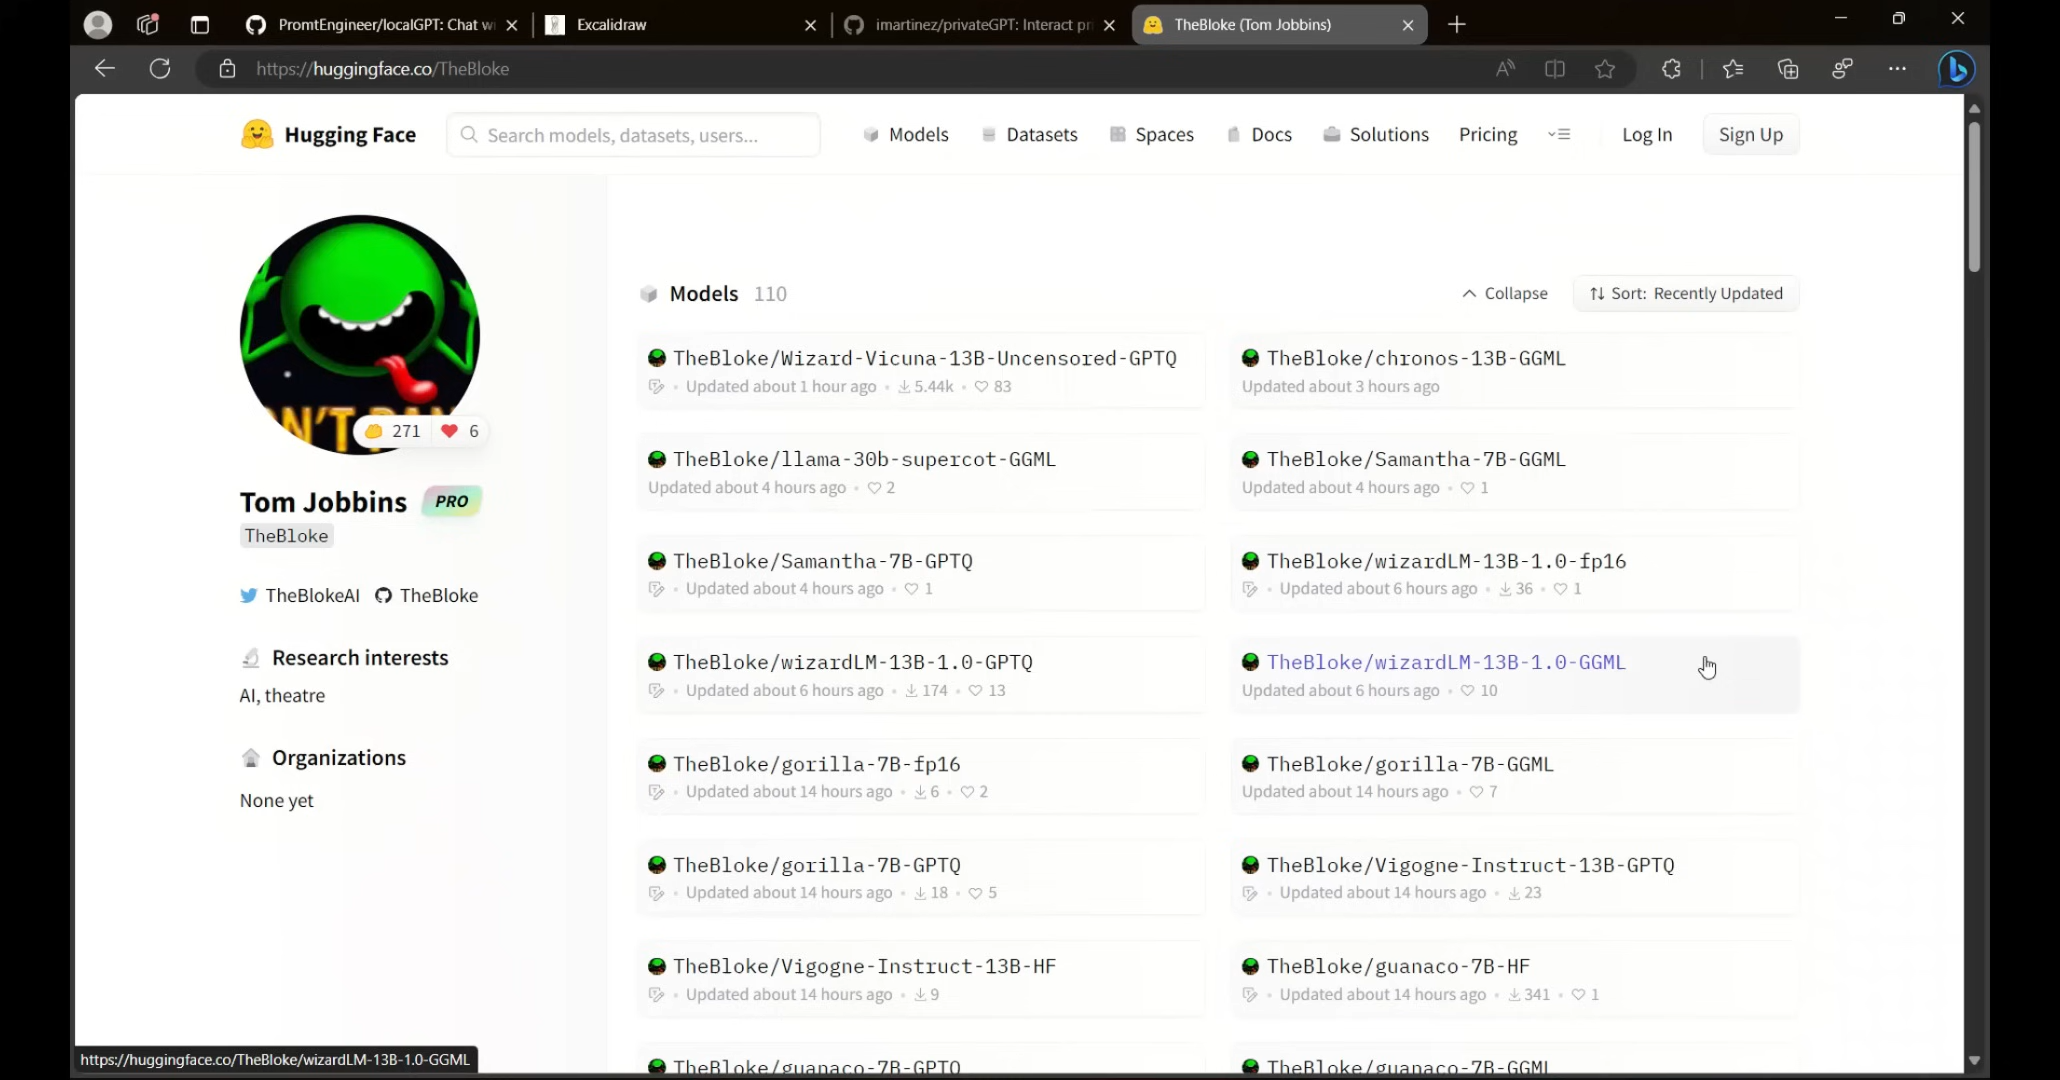 PromtEngineer/localGPT: Chat wi
Excalidraw
imartinez/privateGPT: Interact pr
TheBloke (Tom Jobbins)
https://huggingface.co/TheBloke
Hugging Face
Search models, datasets, users...
Models
Datasets
Spaces
Docs
Solutions
Pricing
Log In
Sign Up
271
6
Tom Jobbins PRO
TheBloke
TheBlokeAI TheBloke
Research interests
AI, theatre
Organizations
None yet
Models 110
Collapse
Sort: Recently Updated
TheBloke/Wizard-Vicuna-13B-Uncensored-GPTQ
Updated about 1 hour ago • 5.44k • 83
TheBloke/chronos-13B-GGML
Updated about 3 hours ago
TheBloke/llama-30b-supercot-GGML
Updated about 4 hours ago • 2
TheBloke/Samantha-7B-GGML
Updated about 4 hours ago • 1
TheBloke/Samantha-7B-GPTQ
• Updated about 4 hours ago • 1
TheBloke/wizardLM-13B-1.0-fp16
• Updated about 6 hours ago • 36 • 1
TheBloke/wizardLM-13B-1.0-GPTQ
• Updated about 6 hours ago • 174 • 13
TheBloke/wizardLM-13B-1.0-GGML
Updated about 6 hours ago • 10
TheBloke/gorilla-7B-fp16
• Updated about 14 hours ago • 6 • 2
TheBloke/gorilla-7B-GGML
Updated about 14 hours ago • 7
TheBloke/gorilla-7B-GPTQ
• Updated about 14 hours ago • 18 • 5
TheBloke/Vigogne-Instruct-13B-GPTQ
• Updated about 14 hours ago • 23
TheBloke/Vigogne-Instruct-13B-HF
• Updated about 14 hours ago • 9
TheBloke/guanaco-7B-HF
• Updated about 14 hours ago • 341 • 1
TheBloke/guanaco-7B-GPTQ
TheBloke/guanaco-7B-GGML
https://huggingface.co/TheBloke/wizardLM-13B-1.0-GGML